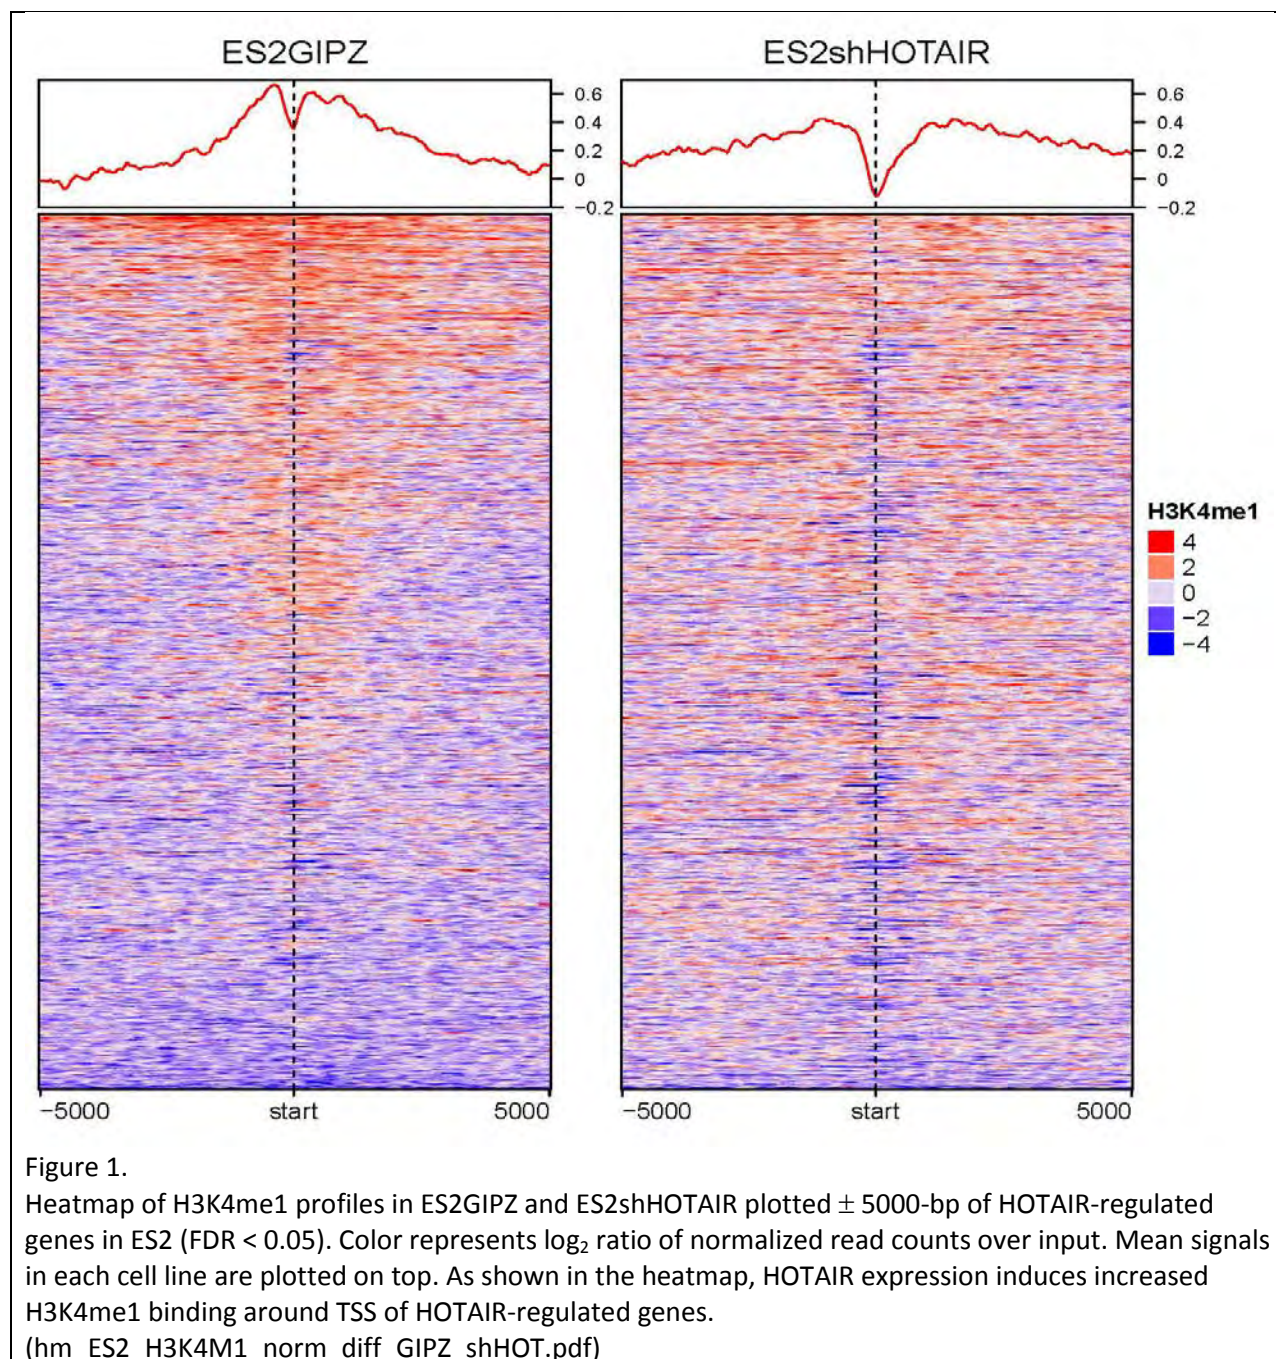 ES2GIPZ
ES2shHOTAIR
0.6
0.4
0.2
0
−0.2
0.6
0.4
0.2
0
−0.2
H3K4me1
4
2
0
−2
−4
−5000 start 5000
−5000 start 5000
Figure 1.
Heatmap of H3K4me1 profiles in ES2GIPZ and ES2shHOTAIR plotted ± 5000-bp of HOTAIR-regulated
genes in ES2 (FDR < 0.05). Color represents log₂ ratio of normalized read counts over input. Mean signals
in each cell line are plotted on top. As shown in the heatmap, HOTAIR expression induces increased
H3K4me1 binding around TSS of HOTAIR-regulated genes.
(hm_ES2_H3K4M1_norm_diff_GIPZ_shHOT.pdf)